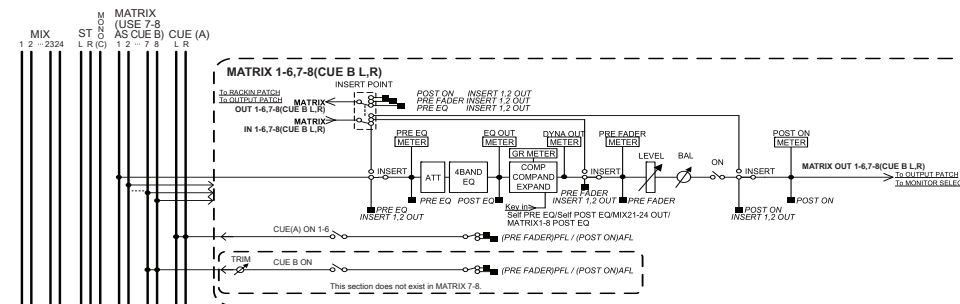 MIX
1 2 ··· 2324
ST
L R
MONO
(C)
MATRIX
(USE 7-8
AS CUE B)
1 2 ··· 7 8
CUE (A)
L R
MATRIX 1-6,7-8(CUE B L,R)
INSERT POINT
To RACKIN PATCH
To OUTPUT PATCH
MATRIX
OUT 1-6,7-8(CUE B L,R)
MATRIX
IN 1-6,7-8(CUE B L,R)
POST ON INSERT 1,2 OUT
PRE FADER INSERT 1,2 OUT
PRE EQ INSERT 1,2 OUT
PRE EQ
METER
EQ OUT
METER
DYNA OUT
METER
GR METER
PRE FADER
METER
POST ON
METER
INSERT
ATT
4BAND
EQ
COMP
COMPAND
EXPAND
INSERT
LEVEL
BAL
ON
INSERT
MATRIX OUT 1-6,7-8(CUE B L,R)
To OUTPUT PATCH
To MONITOR SELEC
PRE EQ
INSERT 1,2 OUT
PRE EQ
POST EQ
Key in
Self PRE EQ/Self POST EQ/MIX21-24 OUT/
MATRIX1-8 POST EQ
PRE FADER
INSERT 1,2 OUT
PRE FADER
POST ON
INSERT 1,2 OUT
POST ON
CUE(A) ON 1-6
(PRE FADER)PFL / (POST ON)AFL
TRIM
CUE B ON
(PRE FADER)PFL / (POST ON)AFL
This section does not exist in MATRIX 7-8.